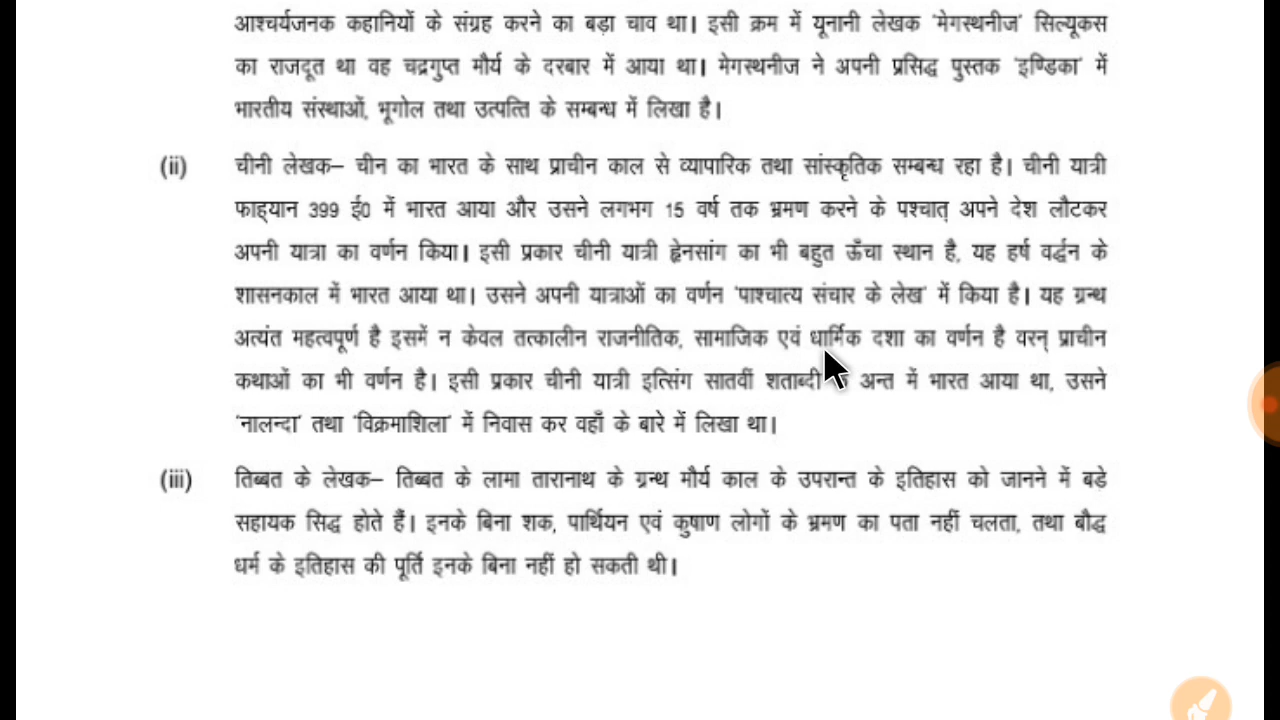 आश्चर्यजनक कहानियों के संग्रह करने का बड़ा चाव था। इसी क्रम में यूनानी लेखक 'मेगस्थनीज' सिल्यूकस
का राजदूत था वह चद्रगुप्त मौर्य के दरबार में आया था। मेगस्थनीज ने अपनी प्रसिद्ध पुस्तक 'इण्डिका' में
भारतीय संस्थाओं, भूगोल तथा उत्पत्ति के सम्बन्ध में लिखा है।
(ii) चीनी लेखक– चीन का भारत के साथ प्राचीन काल से व्यापारिक तथा सांस्कृतिक सम्बन्ध रहा है। चीनी यात्री
फाह्यान 399 ई0 में भारत आया और उसने लगभग 15 वर्ष तक भ्रमण करने के पश्चात् अपने देश लौटकर
अपनी यात्रा का वर्णन किया। इसी प्रकार चीनी यात्री ह्वेनसांग का भी बहुत ऊँचा स्थान है, यह हर्ष वर्द्धन के
शासनकाल में भारत आया था। उसने अपनी यात्राओं का वर्णन 'पाश्चात्य संचार के लेख' में किया है। यह ग्रन्थ
अत्यंत महत्वपूर्ण है इसमें न केवल तत्कालीन राजनीतिक, सामाजिक एवं धार्मिक दशा का वर्णन है वरन् प्राचीन
कथाओं का भी वर्णन है। इसी प्रकार चीनी यात्री इत्सिंग सातवीं शताब्दी अन्त में भारत आया था, उसने
'नालन्दा' तथा 'विक्रमाशिला' में निवास कर वहाँ के बारे में लिखा था।
(iii) तिब्बत के लेखक– तिब्बत के लामा तारानाथ के ग्रन्थ मौर्य काल के उपरान्त के इतिहास को जानने में बड़े
सहायक सिद्ध होते हैं। इनके बिना शक, पार्थियन एवं कुषाण लोगों के भ्रमण का पता नहीं चलता, तथा बौद्ध
धर्म के इतिहास की पूर्ति इनके बिना नहीं हो सकती थी।